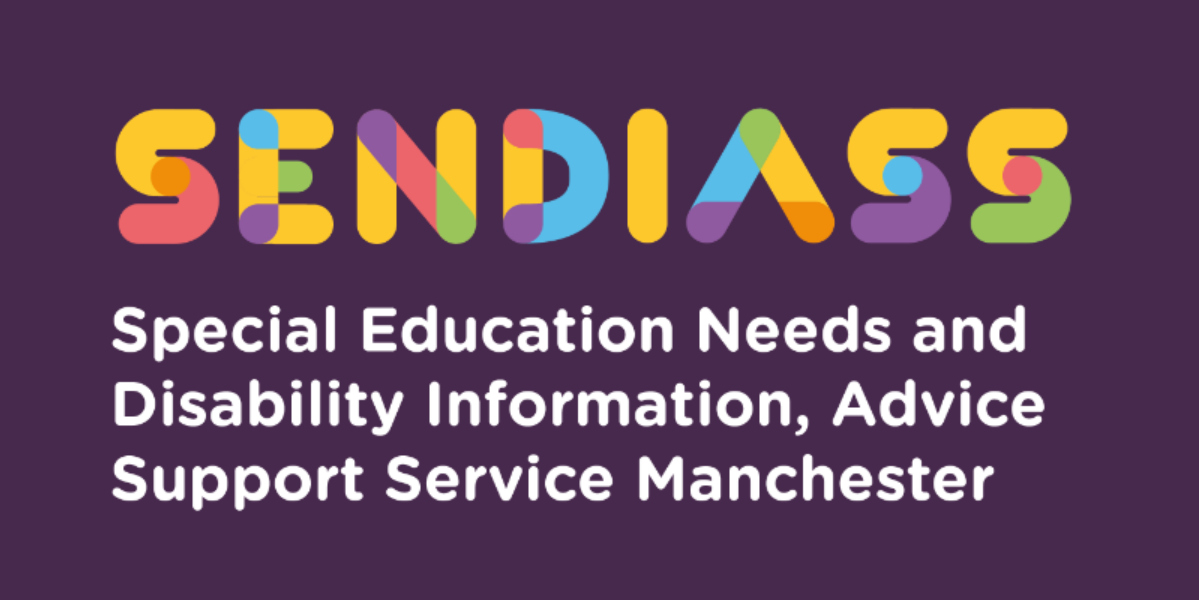 SENDIASS
Special Education Needs and
Disability Information, Advice
Support Service Manchester